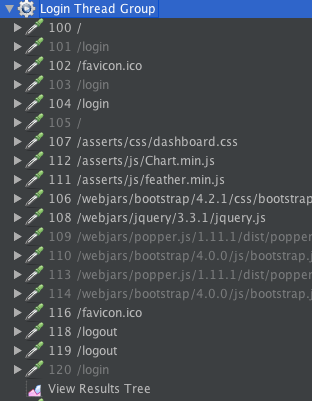 Login Thread Group
100 /
101 /login
102 /favicon.ico
103 /login
104 /login
105 /
107 /asserts/css/dashboard.css
112 /asserts/js/Chart.min.js
111 /asserts/js/feather.min.js
106 /webjars/bootstrap/4.2.1/css/bootstrap
108 /webjars/jquery/3.3.1/jquery.js
109 /webjars/popper.js/1.11.1/dist/popper
110 /webjars/bootstrap/4.0.0/js/bootstrap.
113 /webjars/popper.js/1.11.1/dist/popper
114 /webjars/bootstrap/4.0.0/js/bootstrap.
116 /favicon.ico
118 /logout
119 /logout
120 /login
View Results Tree